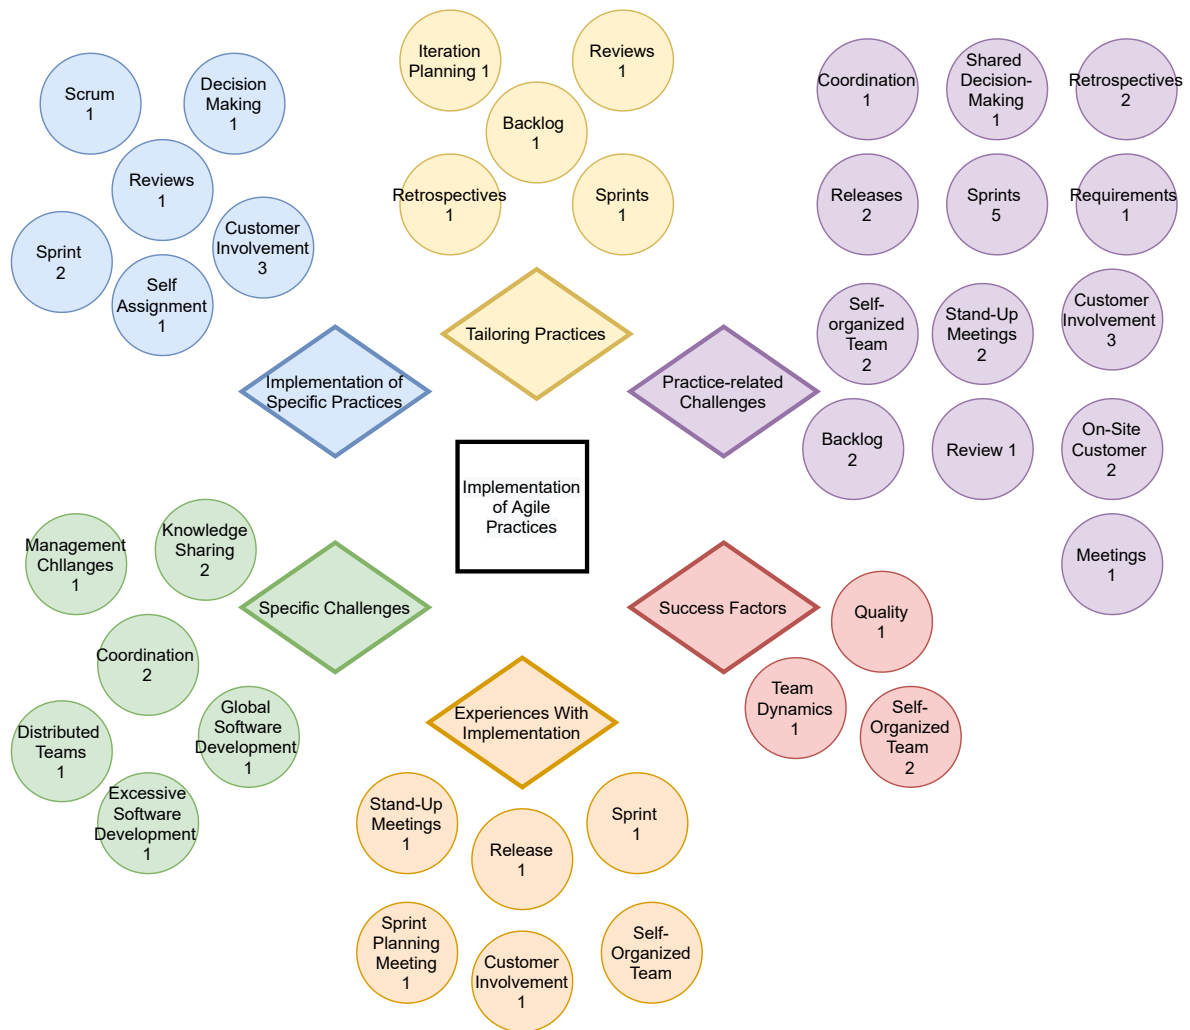 Scrum
1
Decision
Making
1
Reviews
1
Sprint
2
Customer
Involvement
3
Self
Assignment
1
Implementation of
Specific Practices
Iteration
Planning 1
Reviews
1
Backlog
1
Retrospectives
1
Sprints
1
Tailoring Practices
Coordination
1
Shared
Decision-
Making
1
Retrospectives
2
Releases
2
Sprints
5
Requirements
1
Self-
organized
Team
2
Stand-Up
Meetings
2
Customer
Involvement
3
Backlog
2
Review 1
On-Site
Customer
2
Meetings
1
Practice-related
Challenges
Implementation
of Agile
Practices
Management
Chllanges
1
Knowledge
Sharing
2
Coordination
2
Distributed
Teams
1
Global
Software
Development
1
Excessive
Software
Development
1
Specific Challenges
Success Factors
Quality
1
Team
Dynamics
1
Self-
Organized
Team
2
Experiences With
Implementation
Stand-Up
Meetings
1
Release
1
Sprint
1
Sprint
Planning
Meeting
1
Customer
Involvement
1
Self-
Organized
Team